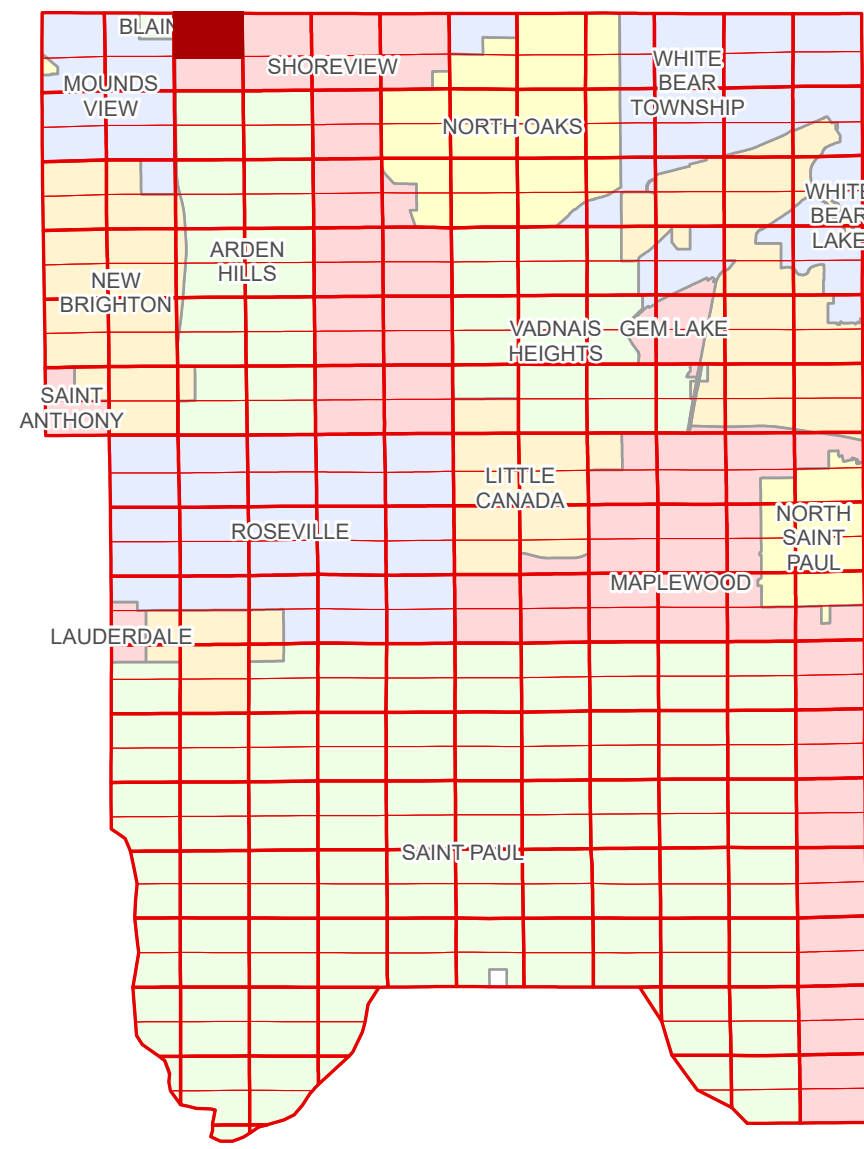 BLAIN
SHOREVIEW
WHITE
BEAR
TOWNSHIP
MOUNDS
VIEW
NORTH OAKS
WHITE
BEAR
LAKE
ARDEN
HILLS
NEW
BRIGHTON
VADNAIS
HEIGHTS
GEM LAKE
SAINT
ANTHONY
LITTLE
CANADA
NORTH
SAINT
PAUL
ROSEVILLE
MAPLEWOOD
LAUDERDALE
SAINT PAUL